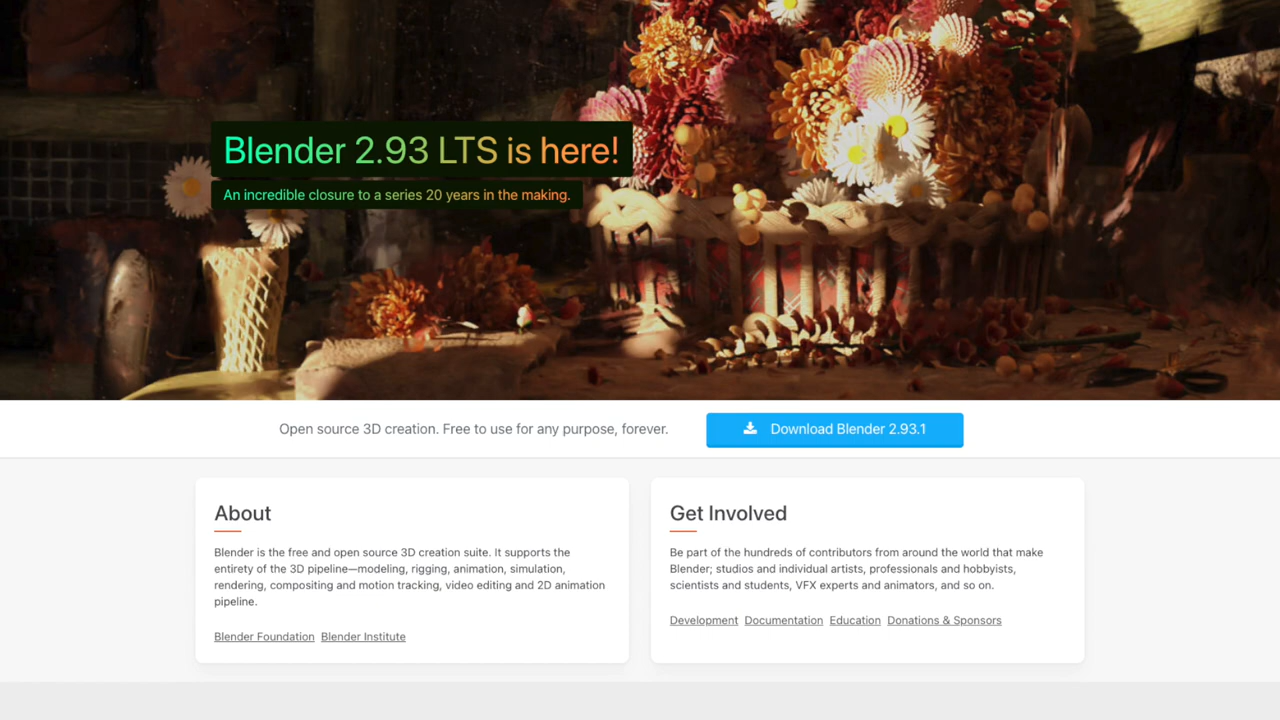 Blender 2.93 LTS is here!
An incredible closure to a series 20 years in the making.
Open source 3D creation. Free to use for any purpose, forever.
Download Blender 2.93.1
About
Blender is the free and open source 3D creation suite. It supports the
entirety of the 3D pipeline—modeling, rigging, animation, simulation,
rendering, compositing and motion tracking, video editing and 2D animation
pipeline.
Blender Foundation Blender Institute
Get Involved
Be part of the hundreds of contributors from around the world that make
Blender; studios and individual artists, professionals and hobbyists,
scientists and students, VFX experts and animators, and so on.
Development Documentation Education Donations & Sponsors